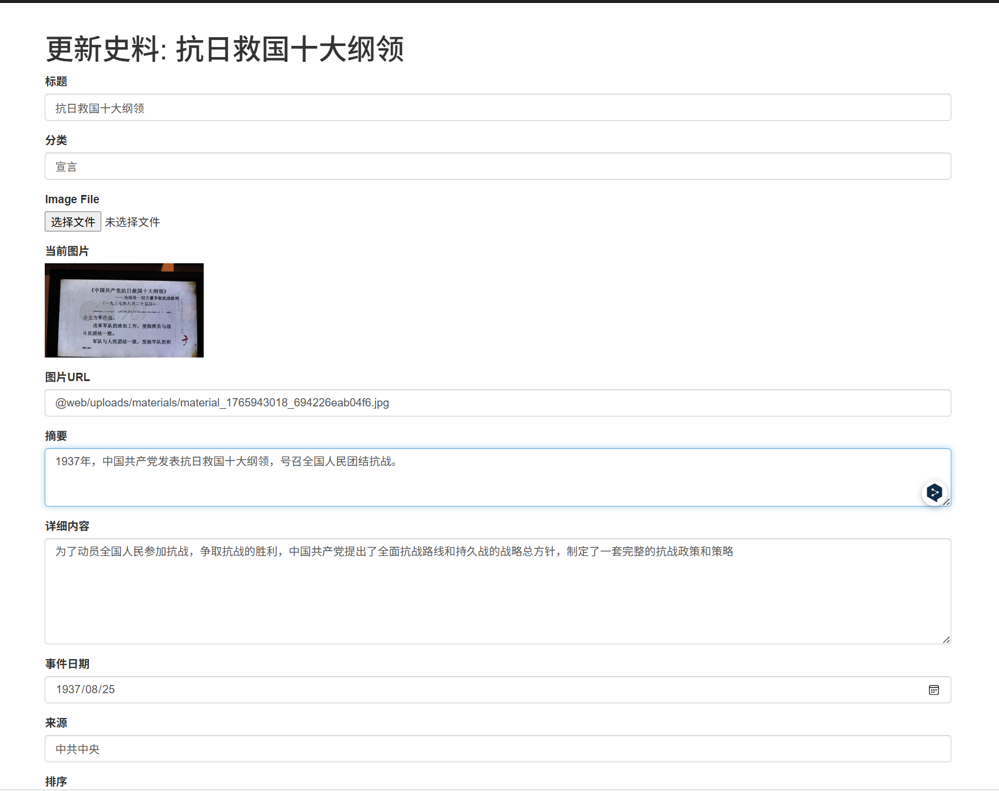 更新史料: 抗日救国十大纲领
标题
抗日救国十大纲领
分类
宣言
Image File
选择文件 未选择文件
当前图片
《中国共产党抗日救国十大纲领》
——为动员一切力量争取抗战胜利
(一九三七年八月二十五日)
合主力军作战。
改革军队的政治工作，使指挥员与战
斗员团结一致。
军队与人民团结一致，发扬军队的积
图片URL
@web/uploads/materials/material_1765943018_694226eab04f6.jpg
摘要
1937年，中国共产党发表抗日救国十大纲领，号召全国人民团结抗战。
详细内容
为了动员全国人民参加抗战，争取抗战的胜利，中国共产党提出了全面抗战路线和持久战的战略总方针，制定了一套完整的抗战政策和策略
事件日期
1937/08/25
来源
中共中央
排序